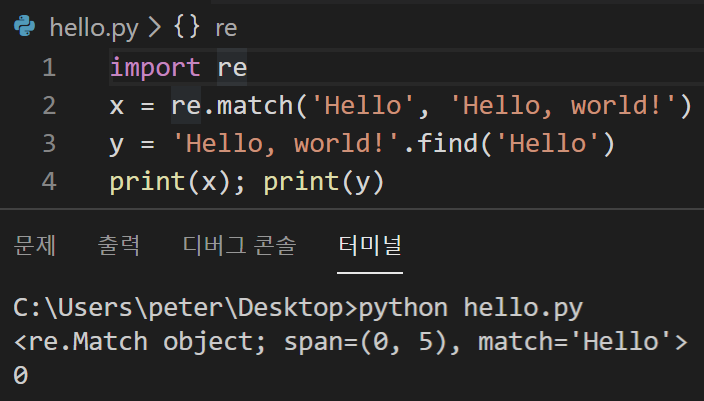 hello.py > {} re
1 import re
2 x = re.match('Hello', 'Hello, world!')
3 y = 'Hello, world!'.find('Hello')
4 print(x); print(y)
문제 출력 디버그 콘솔 터미널
C:\Users\peter\Desktop>python hello.py
<re.Match object; span=(0, 5), match='Hello'>
0